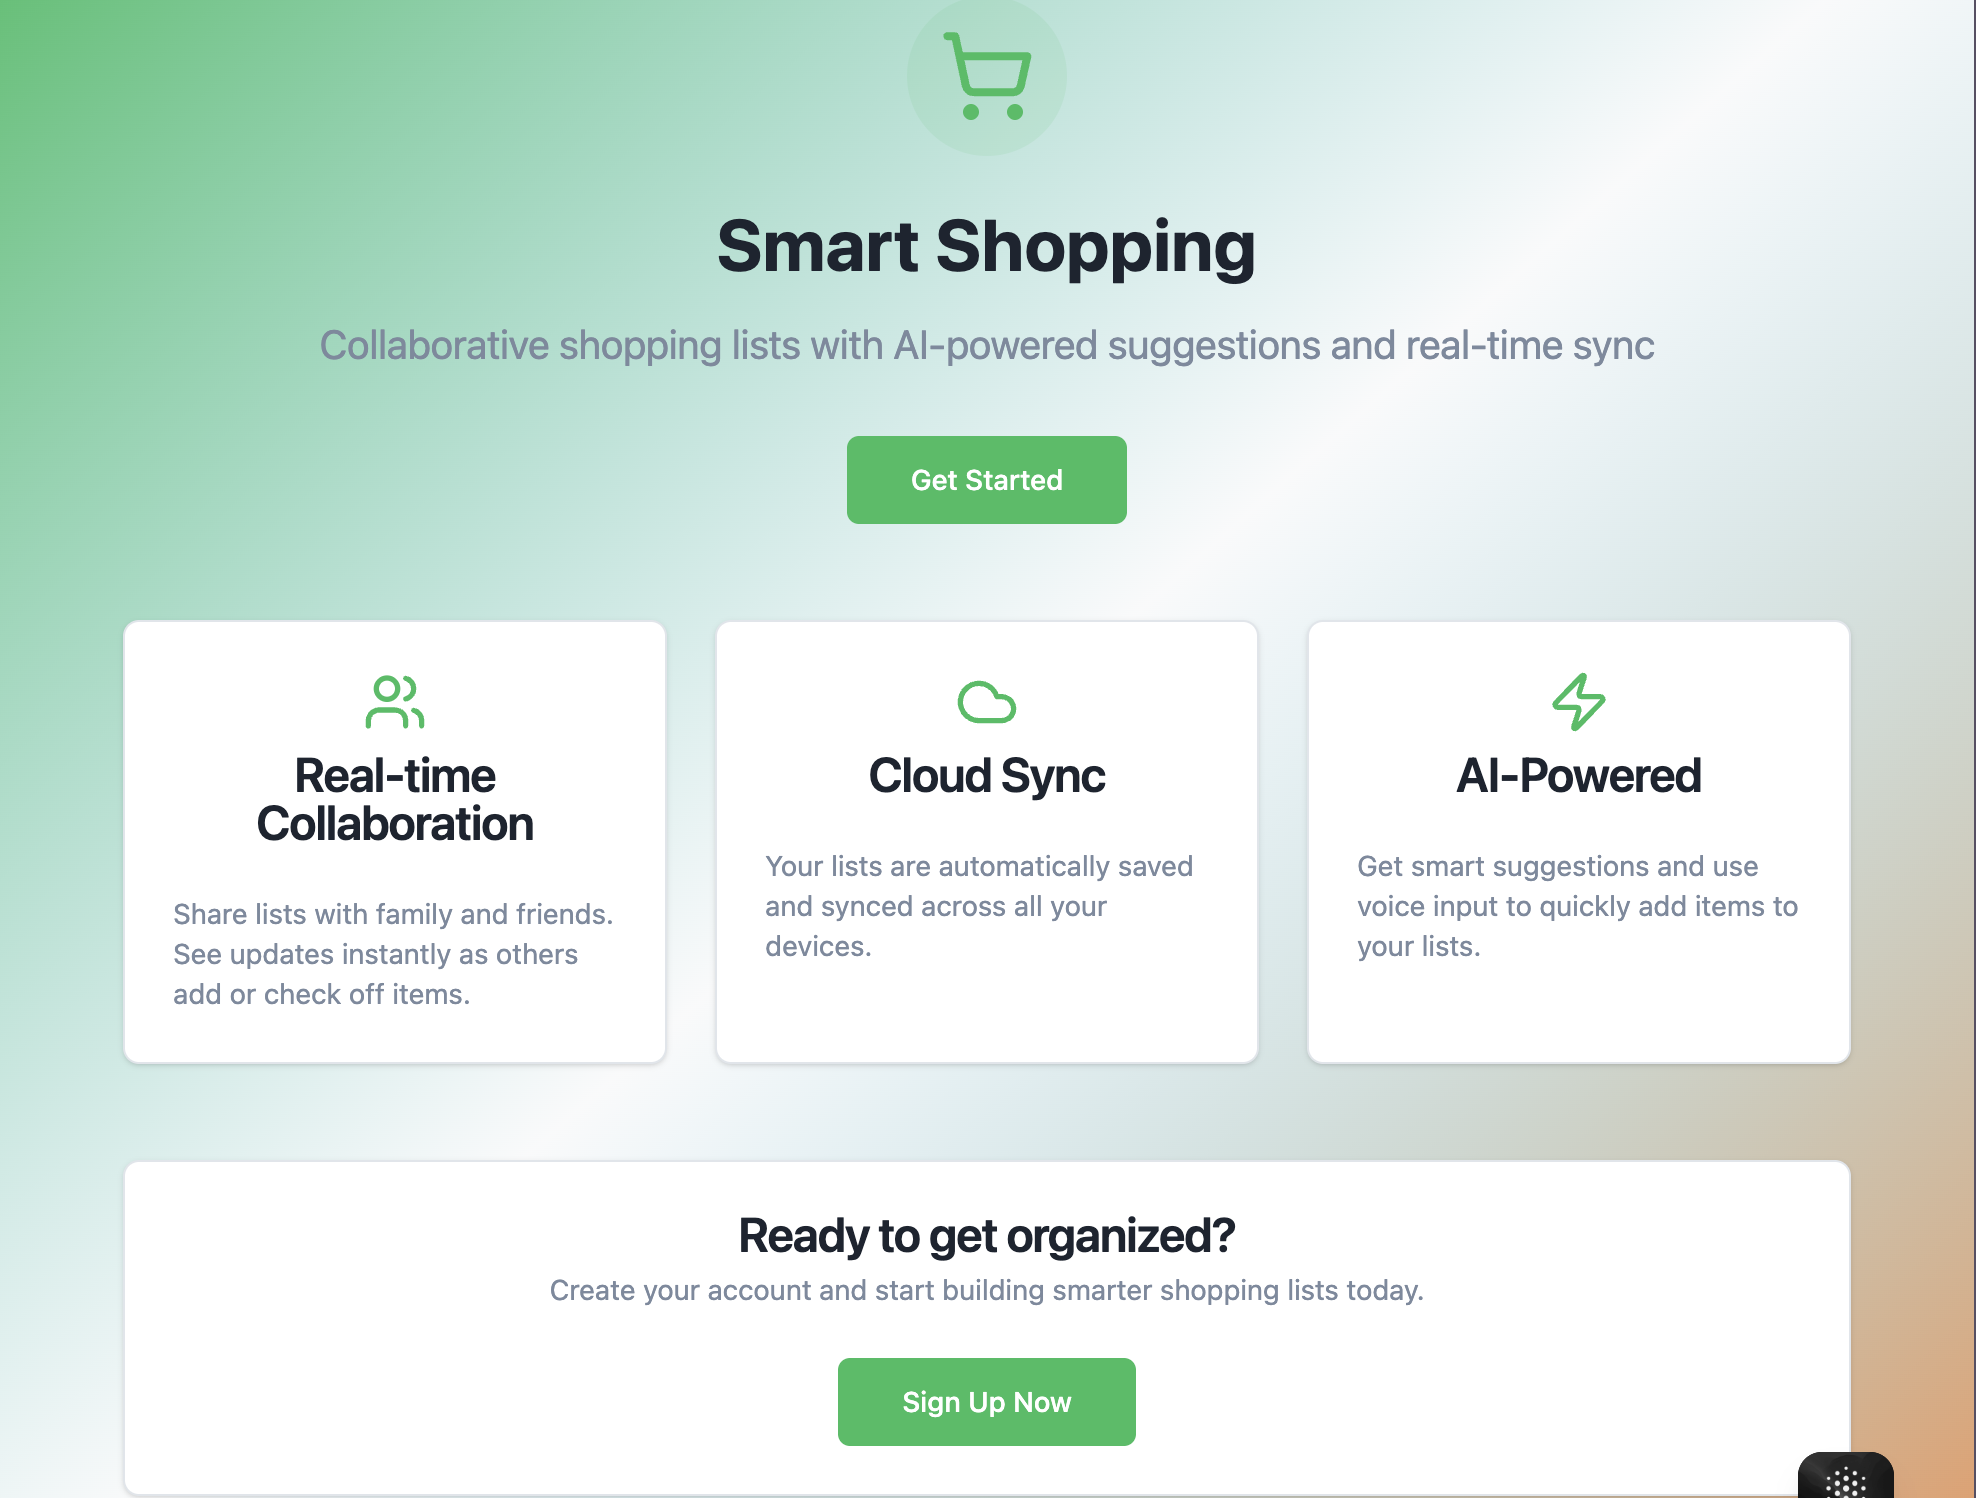 Smart Shopping
Collaborative shopping lists with AI-powered suggestions and real-time sync
Get Started
Real-time
Collaboration
Share lists with family and friends.
See updates instantly as others
add or check off items.
Cloud Sync
Your lists are automatically saved
and synced across all your
devices.
AI-Powered
Get smart suggestions and use
voice input to quickly add items to
your lists.
Ready to get organized?
Create your account and start building smarter shopping lists today.
Sign Up Now